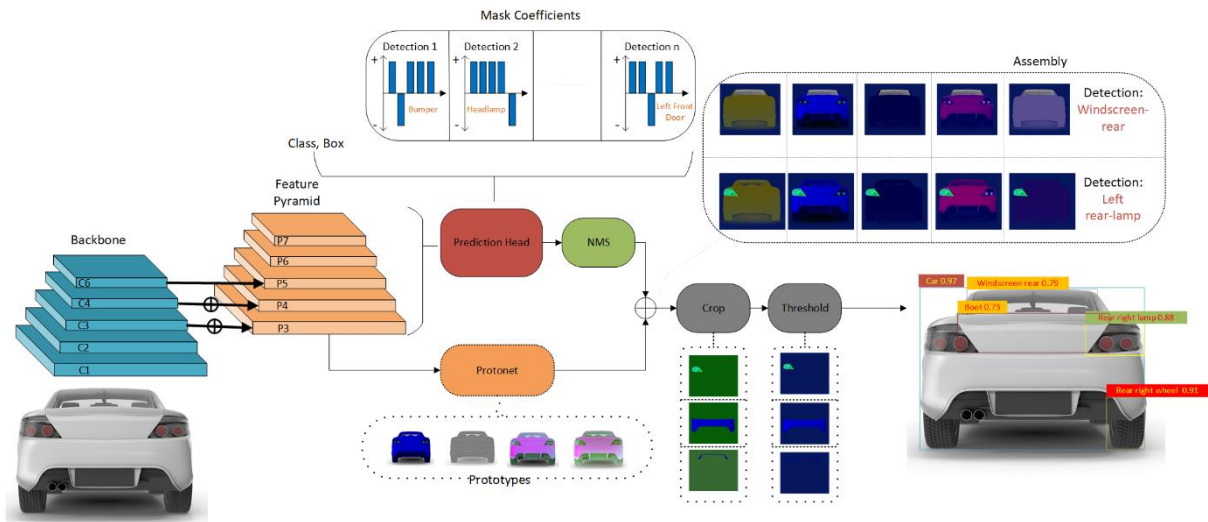 Mask Coefficients
Detection 1
Detection 2
Detection n
+
+
+
Bumper
Headlamp
Left Front
Door
-
-
-
Assembly
Detection:
Windscreen-
rear
Detection:
Left
rear-lamp
Class, Box
Feature
Pyramid
Backbone
P7
P6
P5
P4
P3
C6
C4
C3
C2
C1
Prediction Head
NMS
Crop
Threshold
Protonet
Prototypes
Car 0.97
Windscreen rear 0.79
Boot 0.73
Rear right lamp 0.88
Rear right wheel 0.91